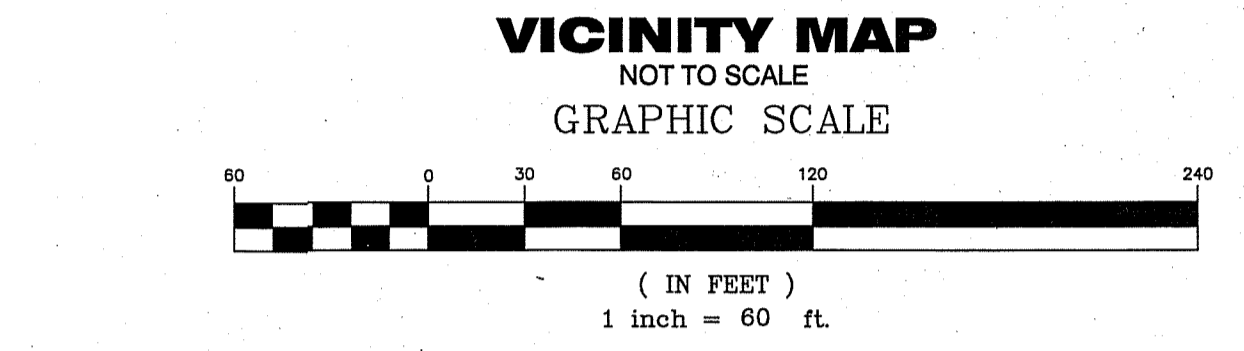 VICINITY MAP
NOT TO SCALE
GRAPHIC SCALE
60 0 30 60 120 240
( IN FEET )
1 inch = 60 ft.